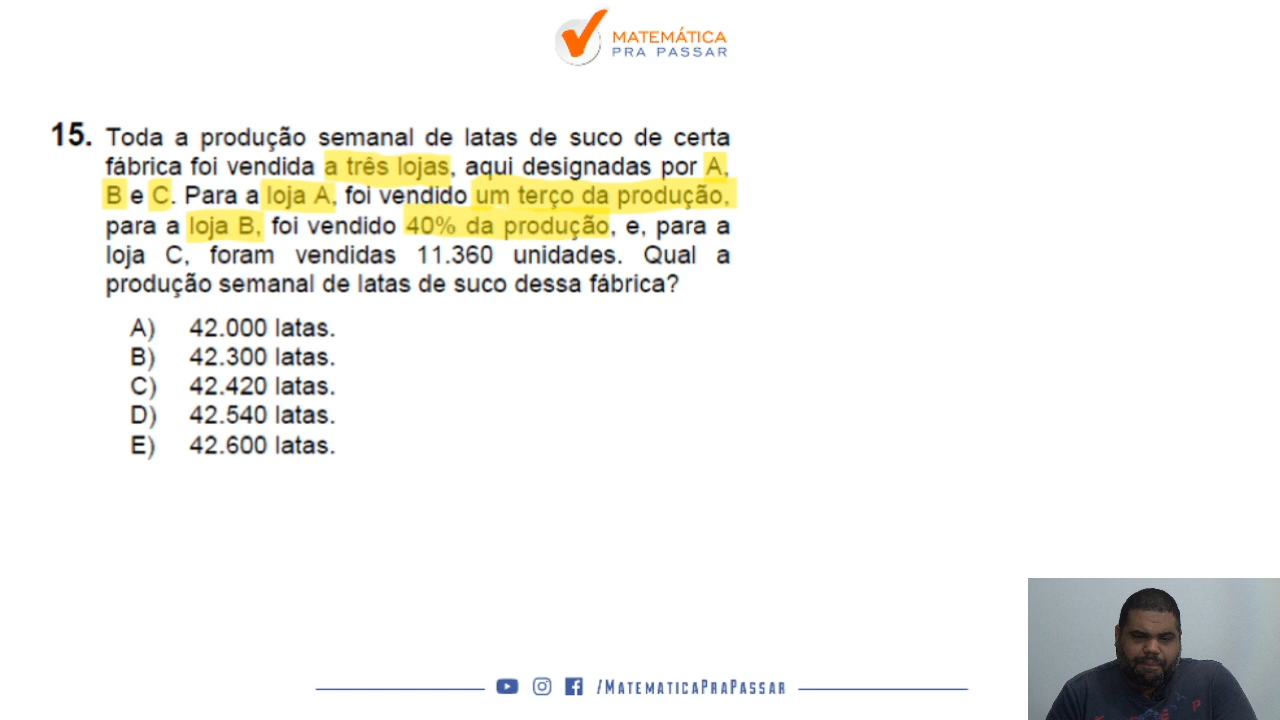 MATEMÁTICA
PRA PASSAR
15. Toda a produção semanal de latas de suco de certa
fábrica foi vendida a três lojas, aqui designadas por A,
B e C. Para a loja A, foi vendido um terço da produção,
para a loja B, foi vendido 40% da produção, e, para a
loja C, foram vendidas 11.360 unidades. Qual a
produção semanal de latas de suco dessa fábrica?
A) 42.000 latas.
B) 42.300 latas.
C) 42.420 latas.
D) 42.540 latas.
E) 42.600 latas.
/MATEMATICAPRAPASSAR